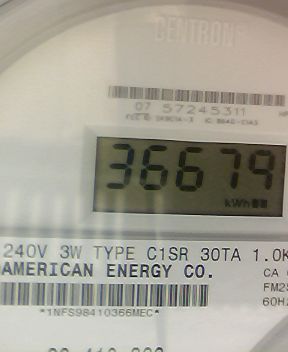 CENTRON
07 57245311
36679
kWh
240V 3W TYPE C1SR 30TA 1.0K
AMERICAN ENERGY CO.
CA
FM2S
60HZ
*1NFS98410366MEC*